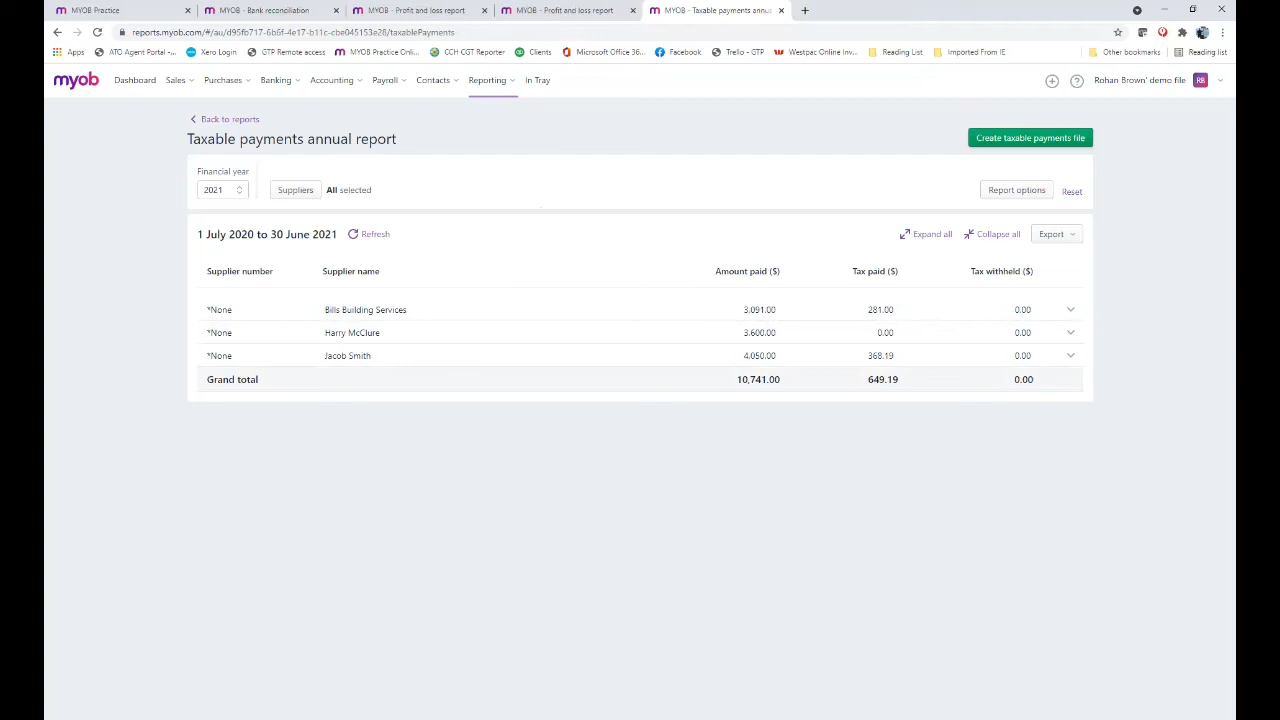 MYOB Practice
MYOB - Bank reconciliation
MYOB - Profit and loss report
MYOB - Profit and loss report
MYOB - Taxable payments annu
reports.myob.com/#/au/d95fb717-6b6f-4e17-b11c-cbe045153e28/taxablePayments
Apps
ATO Agent Portal -...
Xero Login
GTP Remote access
MYOB Practice Onli...
CCH CGT Reporter
Clients
Microsoft Office 36...
Facebook
Trello - GTP
Westpac Online Inv...
Reading List
Imported From IE
Other bookmarks
Reading list
myob
Dashboard
Sales
Purchases
Banking
Accounting
Payroll
Contacts
Reporting
In Tray
Rohan Brown' demo file
RB
Back to reports
Taxable payments annual report
Create taxable payments file
Financial year
2021
Suppliers
All selected
Report options
Reset
1 July 2020 to 30 June 2021
Refresh
Expand all
Collapse all
Export
Supplier number Supplier name Amount paid ($) Tax paid ($) Tax withheld ($)
*None Bills Building Services 3,091.00 281.00 0.00
*None Harry McClure 3,600.00 0.00 0.00
*None Jacob Smith 4,050.00 368.19 0.00
Grand total 10,741.00 649.19 0.00